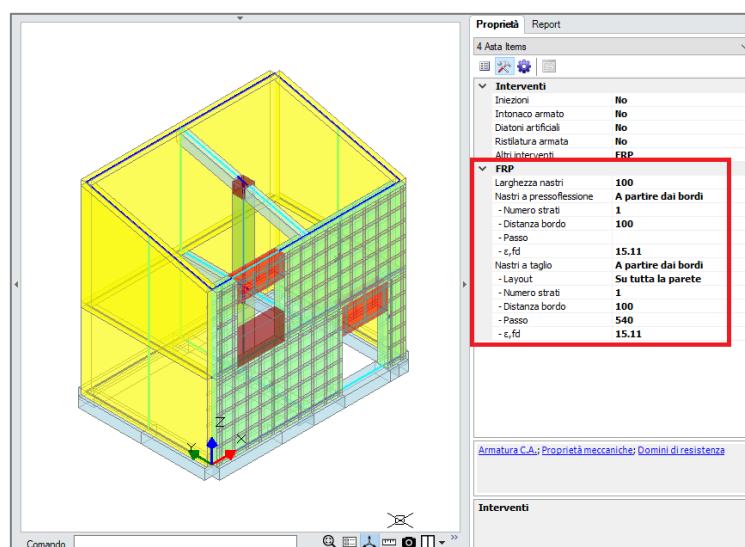 Proprietà Report
4 Asta Items
Interventi
Iniezioni No
Intonaco armato No
Diatoni artificiali No
Ristilatura armata No
Altri interventi FRP
FRP
Larghezza nastri 100
Nastri a pressoflessione A partire dai bordi
- Numero strati 1
- Distanza bordo 100
- Passo
- ε,fd 15.11
Nastri a taglio A partire dai bordi
- Layout Su tutta la parete
- Numero strati 1
- Distanza bordo 100
- Passo 540
- ε,fd 15.11
Z
Y X
Armatura C.A.; Proprietà meccaniche; Domini di resistenza
Interventi
Comando